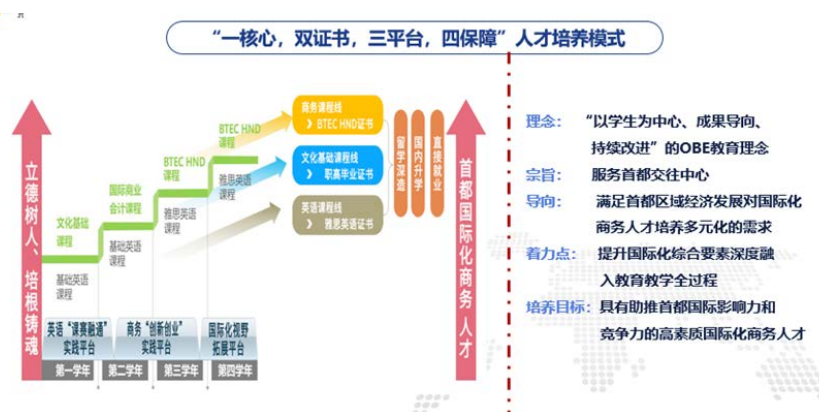 “一核心，双证书，三平台，四保障”人才培养模式
立德树人、培根铸魂
文化基础
课程
基础英语
课程
国际商业
会计课程
基础英语
课程
BTEC HND
课程
雅思英语
课程
BTEC HND
课程
雅思英语
课程
商务课程线
》 BTEC HND证书
文化基础课程线
》 职高毕业证书
英语课程线
》 雅思英语证书
留学深造
国内升学
直接就业
首都国际化商务 人才
英语“课赛融通”
实践平台
商务“创新创业”
实践平台
国际化视野
拓展平台
第一学年
第二学年
第三学年
第四学年
理念： “以学生为中心、成果导向、
持续改进”的OBE教育理念
宗旨： 服务首都交往中心
导向： 满足首都区域经济发展对国际化
商务人才培养多元化的需求
着力点： 提升国际化综合要素深度融
入教育教学全过程
培养目标：具有助推首都国际影响力和
竞争力的高素质国际化商务人才